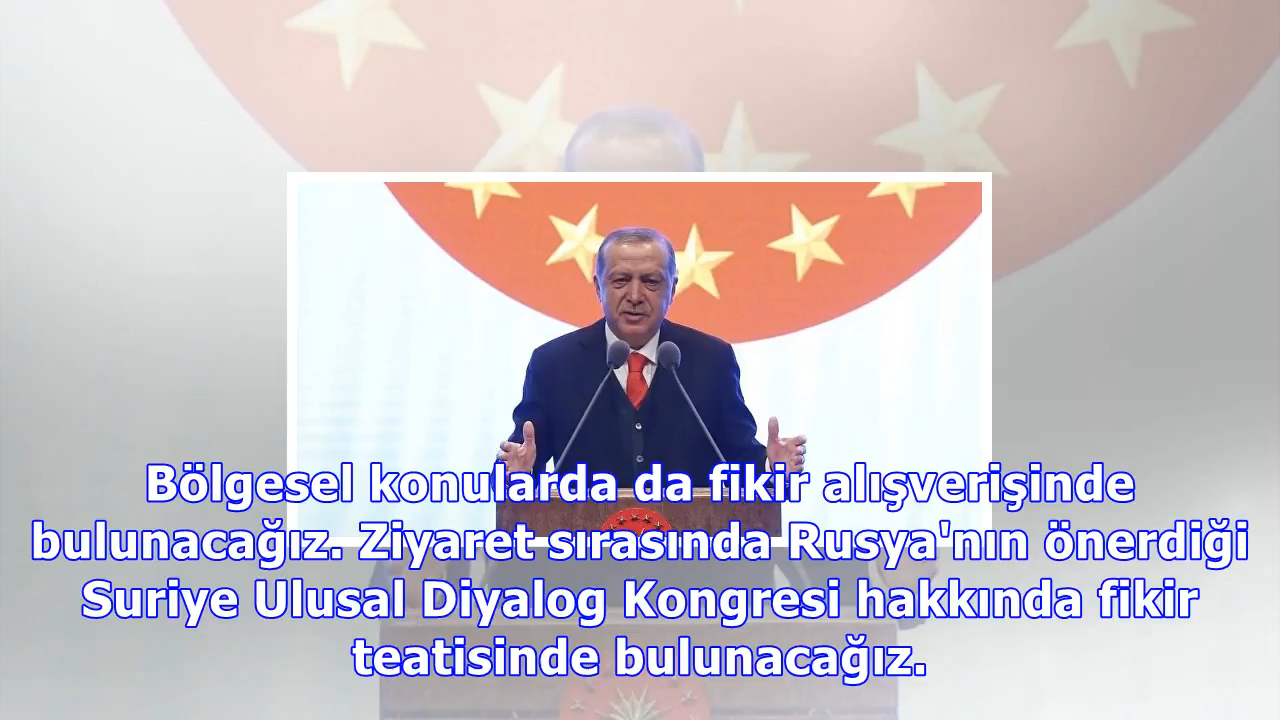 Bölgesel konularda da fikir alışverişinde
bulunacağız. Ziyaret sırasında Rusya'nın önerdiği
Suriye Ulusal Diyalog Kongresi hakkında fikir
teatisinde bulunacağız.